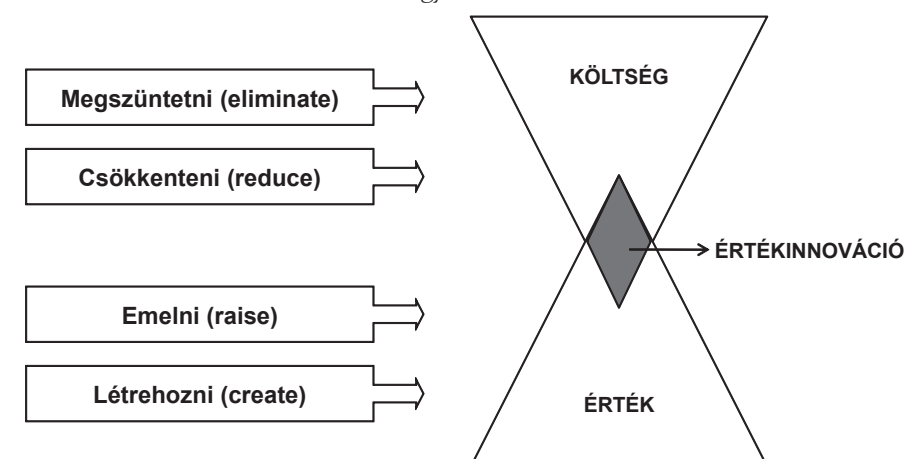 KÖLTSÉG
Megszüntetni (eliminate)
Csökkenteni (reduce)
ÉRTÉKINNOVÁCIÓ
Emelni (raise)
Létrehozni (create)
ÉRTÉK